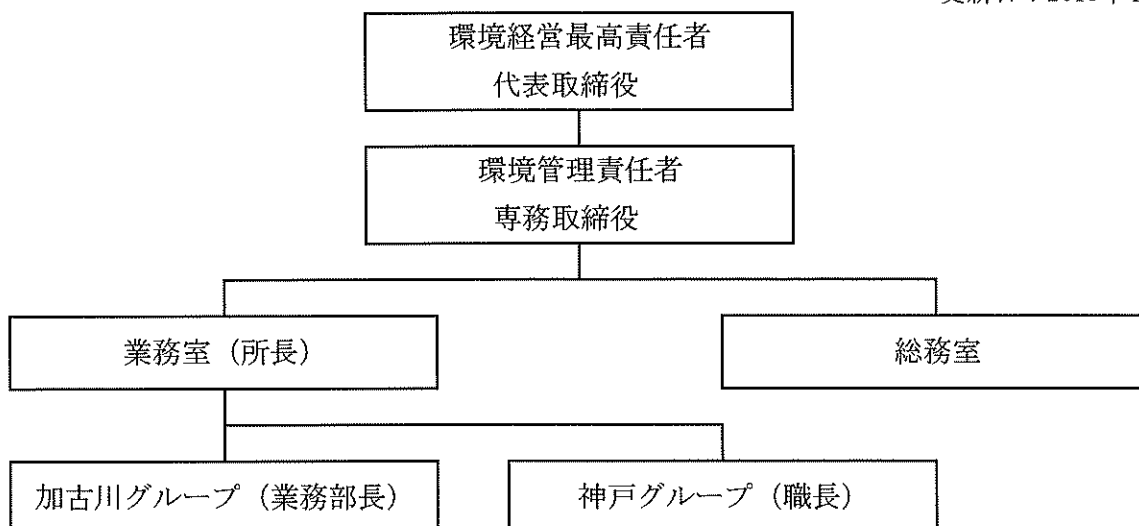 環境経営最高責任者
代表取締役
環境管理責任者
専務取締役
業務室（所長）
総務室
加古川グループ（業務部長）
神戸グループ（職長）